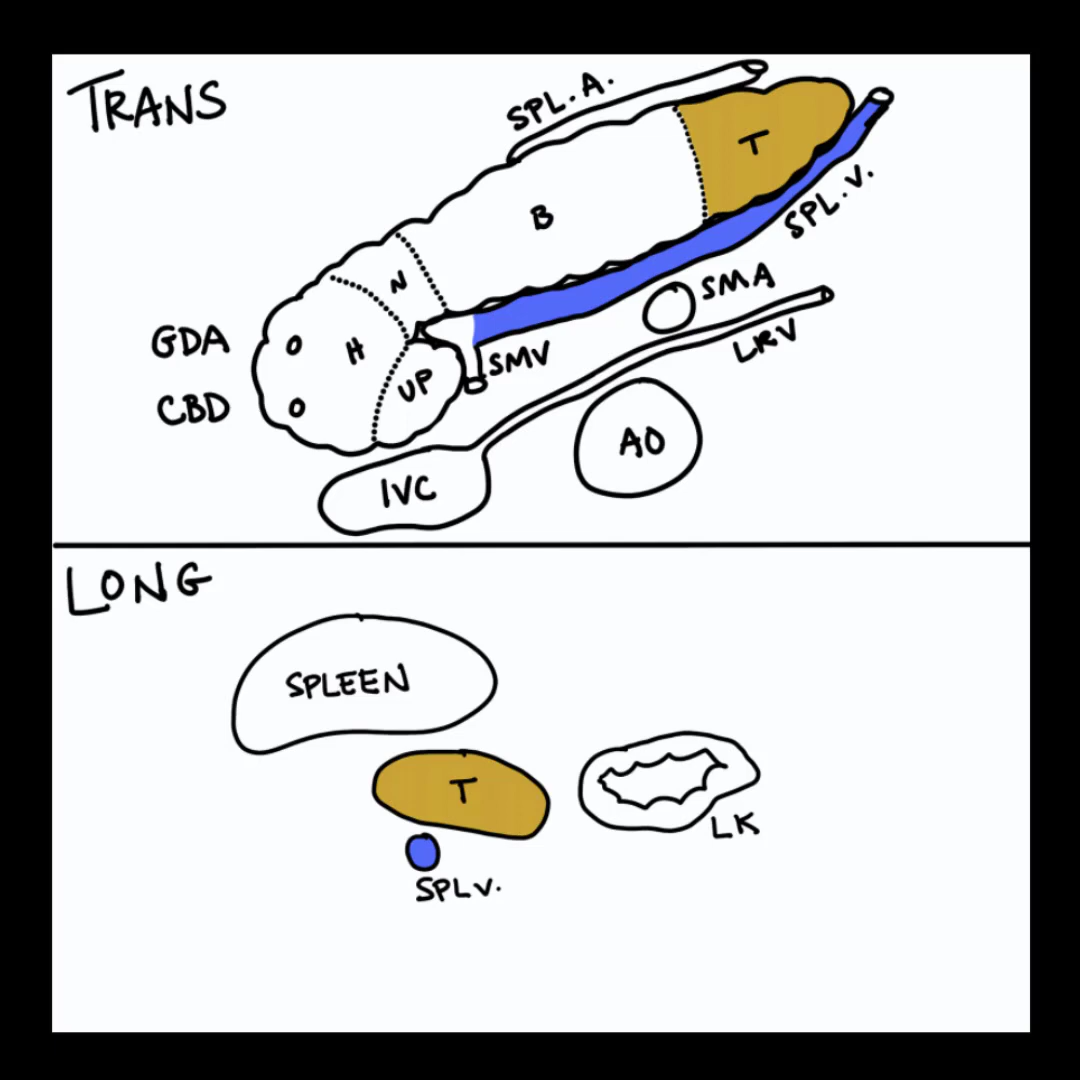 TRANS
SPL. A.
T
SPL. V.
B
N
SMA
GDA
H
SMV
LRV
UP
CBD
AO
IVC
LONG
SPLEEN
T
LK
SPL V.